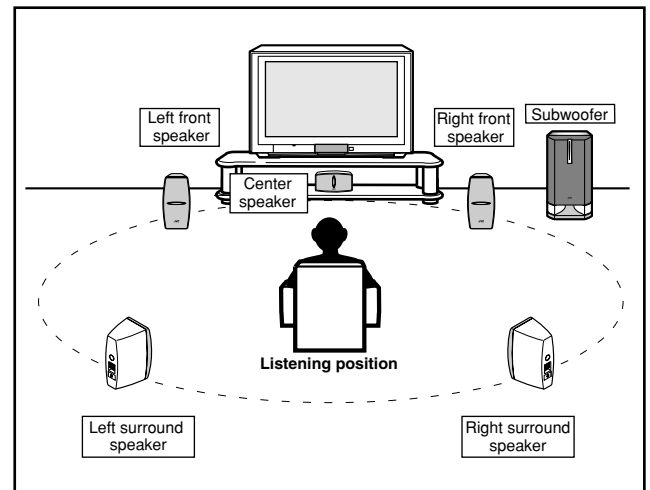 Left front
speaker
Right front
speaker
Subwoofer
Center
speaker
Listening position
Left surround
speaker
Right surround
speaker